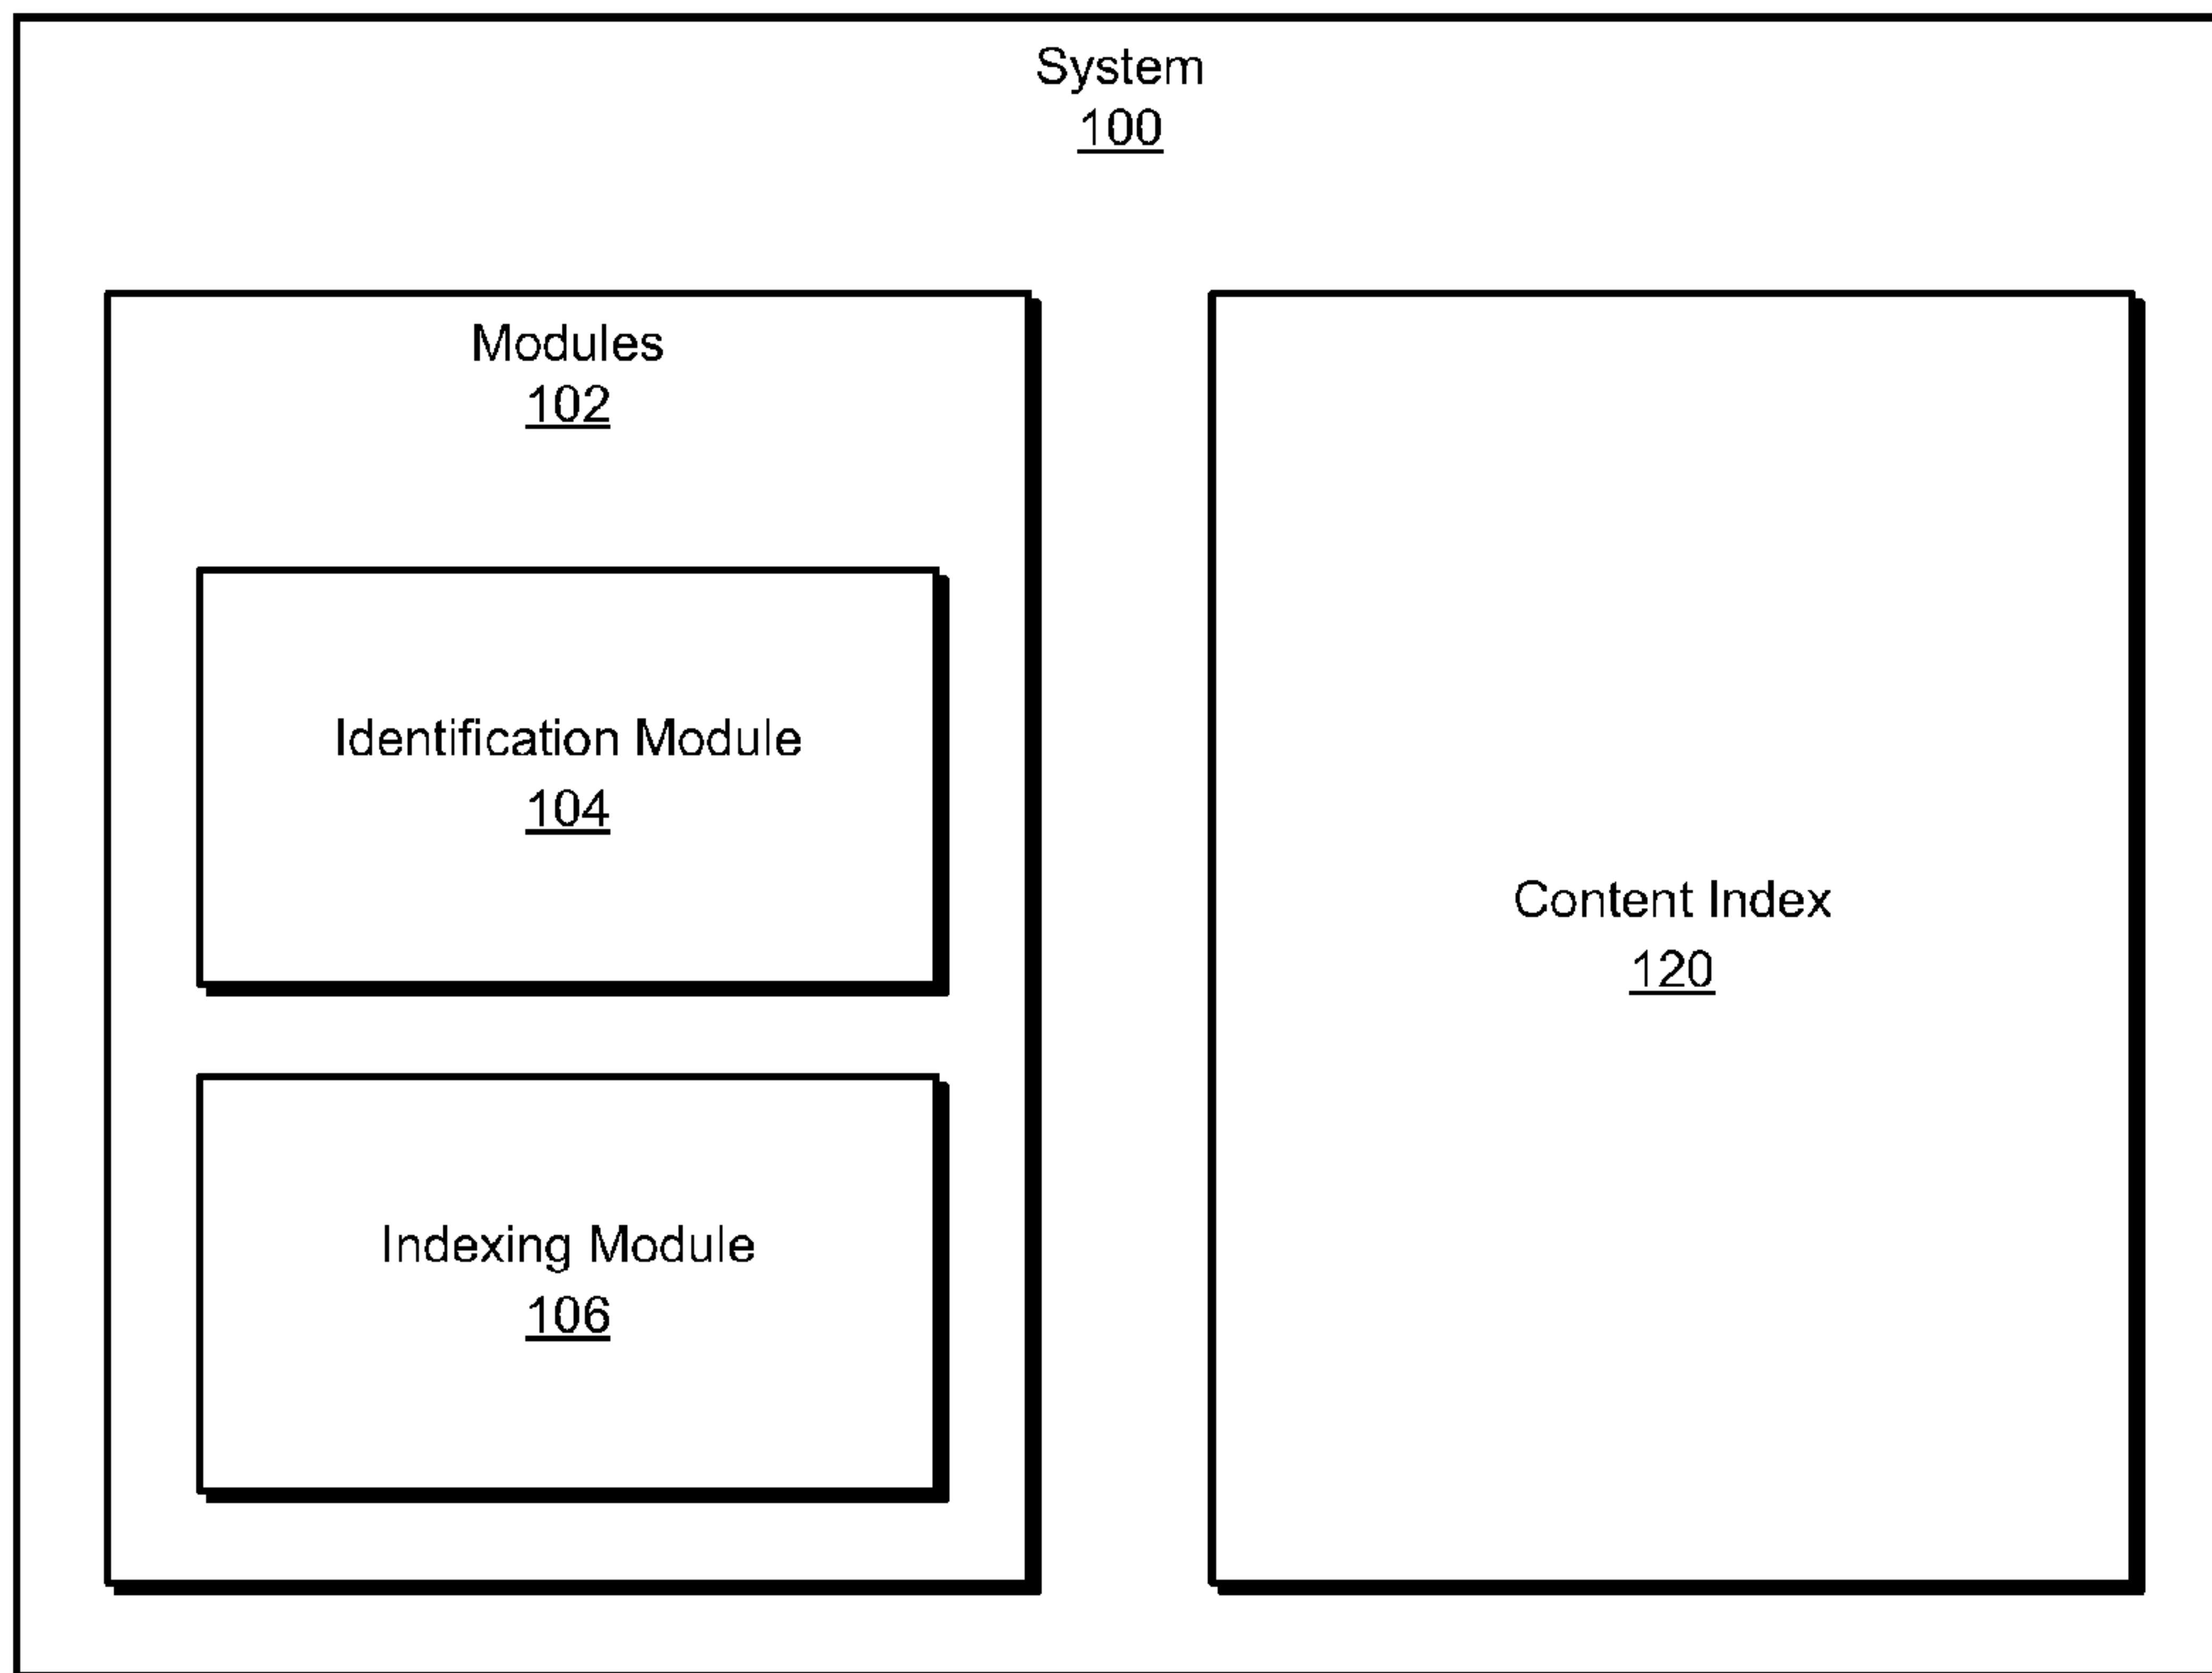 System
100
Modules
102
Identification Module
104
Indexing Module
106
Content Index
120